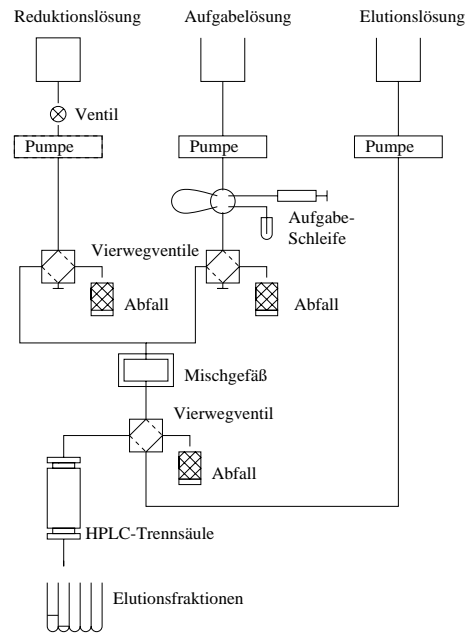 Reduktionslösung
Aufgabelösung
Elutionslösung
Ventil
Pumpe
Pumpe
Pumpe
Aufgabe-
Schleife
Vierwegventile
Abfall
Abfall
Mischgefäß
Vierwegventil
Abfall
HPLC-Trennsäule
Elutionsfraktionen